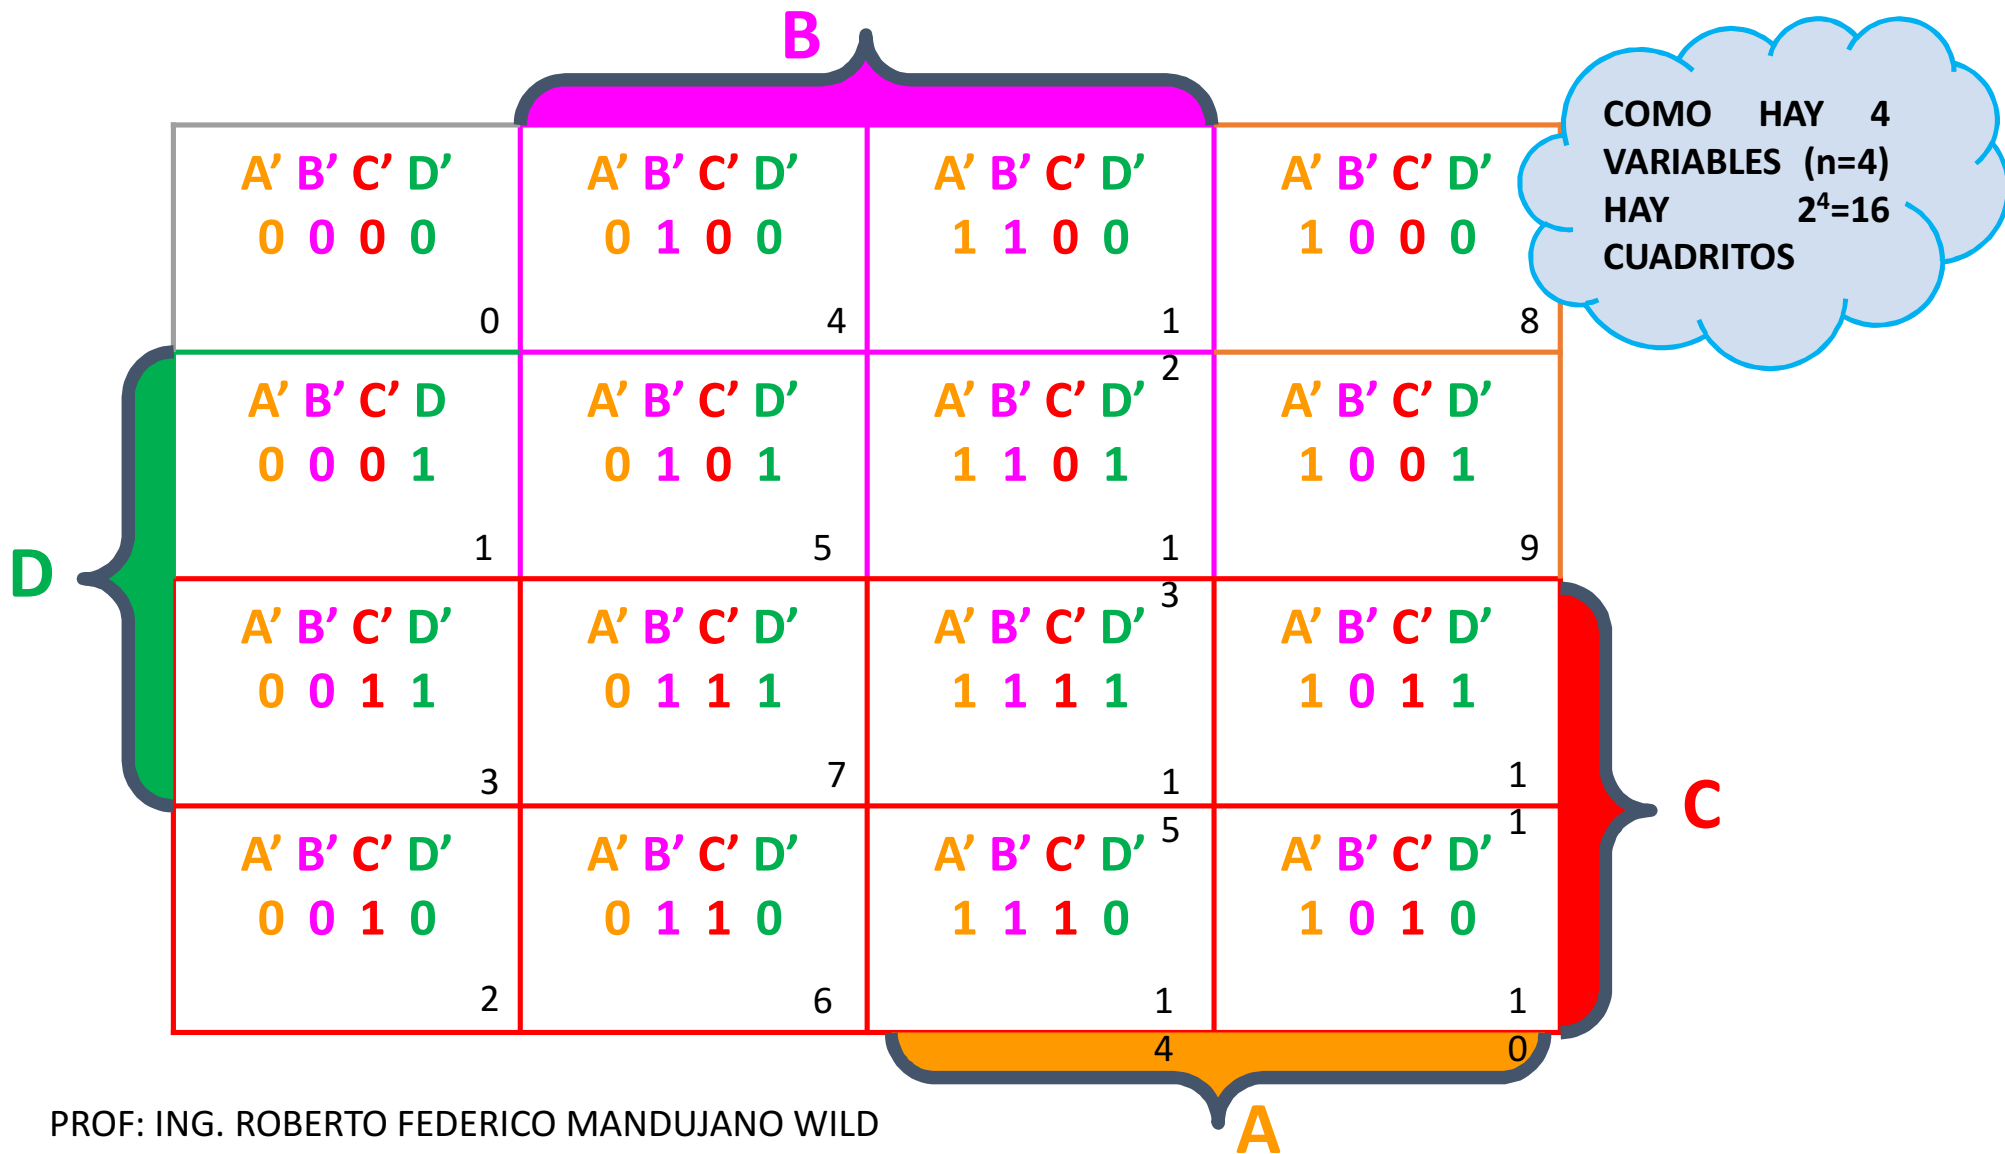 B
COMO HAY 4
VARIABLES (n=4)
HAY 2⁴=16
CUADRITOS
A’ B’ C’ D’ A’ B’ C’ D’ A’ B’ C’ D’ A’ B’ C’ D’
0 0 0 0 0 1 0 0 1 1 0 0 1 0 0 0
0 4 1 8
2
A’ B’ C’ D A’ B’ C’ D’ A’ B’ C’ D’ A’ B’ C’ D’
0 0 0 1 0 1 0 1 1 1 0 1 1 0 0 1
1 5 1 9
D
3
A’ B’ C’ D’ A’ B’ C’ D’ A’ B’ C’ D’ A’ B’ C’ D’
0 0 1 1 0 1 1 1 1 1 1 1 1 0 1 1
3 7 1 1
C
5 1
A’ B’ C’ D’ A’ B’ C’ D’ A’ B’ C’ D’ A’ B’ C’ D’
0 0 1 0 0 1 1 0 1 1 1 0 1 0 1 0
2 6 1 1
4 0
PROF: ING. ROBERTO FEDERICO MANDUJANO WILD
A